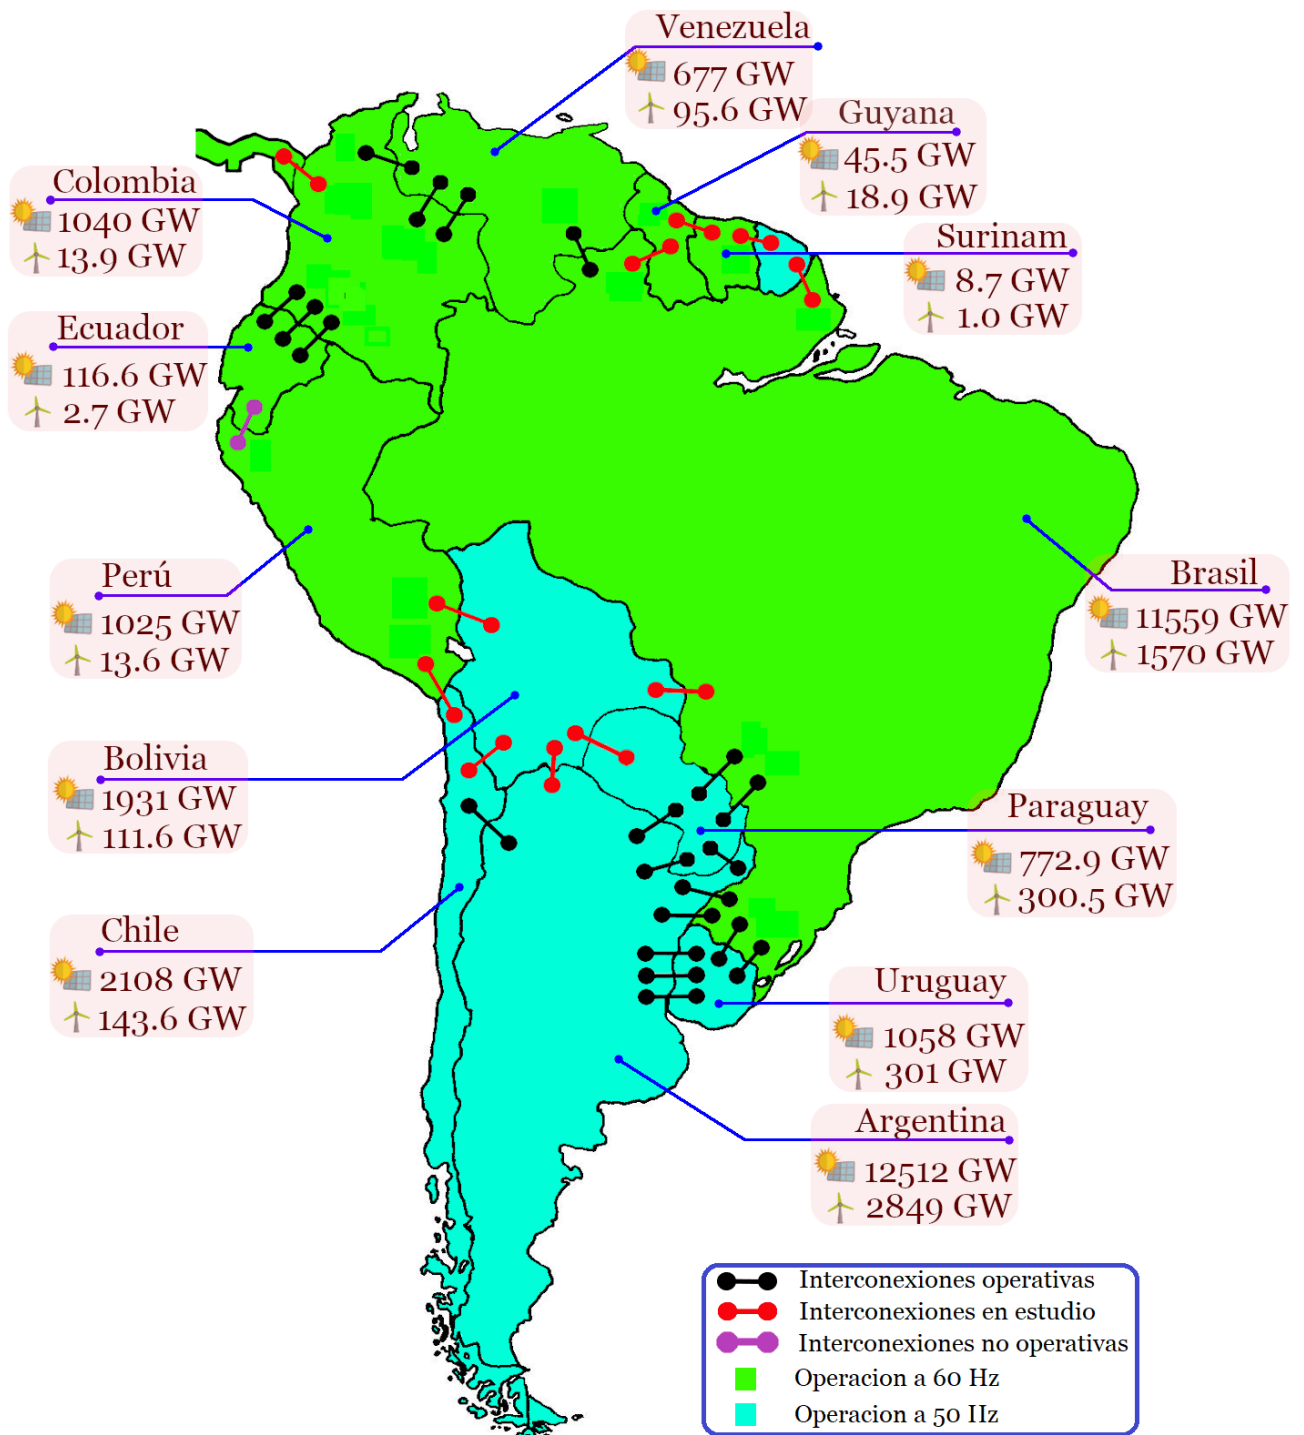 Venezuela
677 GW
95.6 GW
Guyana
45.5 GW
18.9 GW
Colombia
1040 GW
13.9 GW
Surinam
8.7 GW
1.0 GW
Ecuador
116.6 GW
2.7 GW
Perú
1025 GW
13.6 GW
Brasil
11559 GW
1570 GW
Bolivia
1931 GW
111.6 GW
Paraguay
772.9 GW
300.5 GW
Chile
2108 GW
143.6 GW
Uruguay
1058 GW
301 GW
Argentina
12512 GW
2849 GW
Interconexiones operativas
Interconexiones en estudio
Interconexiones no operativas
Operacion a 60 Hz
Operacion a 50 Hz